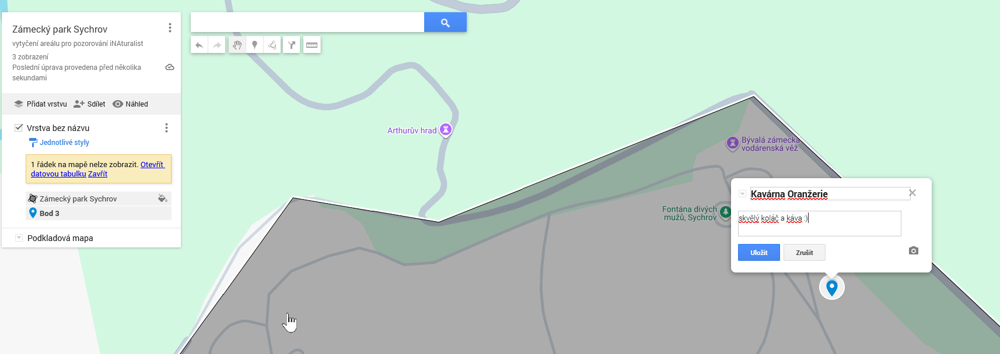 Zámecký park Sychrov
vytyčení areálu pro pozorování iNAturalist
3 zobrazení
Poslední úprava provedena před několika
sekundami
Přidat vrstvu
Sdílet
Náhled
Vrstva bez názvu
Jednotlivé styly
1 řádek na mapě nelze zobrazit. Otevřít
datovou tabulku Zavřít
Zámecký park Sychrov
Bod 3
Podkladová mapa
Arthurův hrad
Bývalá zámecká
vodárenská věž
Fontána divých
mužů, Sychrov
Kavárna Oranžerie
skvělý koláč a káva :)
Uložit
Zrušit